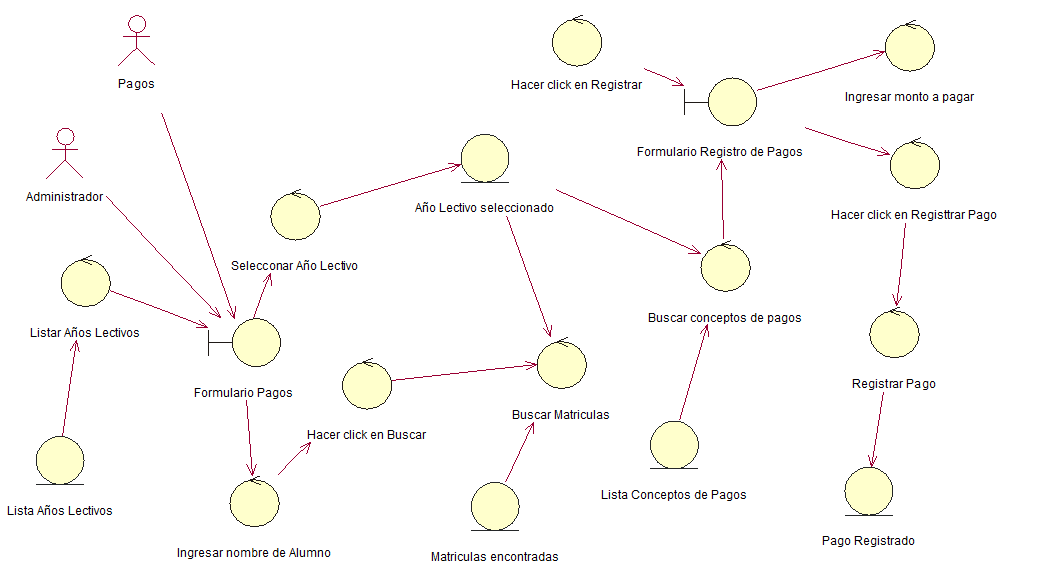 Pagos
Administrador
Hacer click en Registrar
Ingresar monto a pagar
Formulario Registro de Pagos
Año Lectivo seleccionado
Hacer click en Registtrar Pago
Selecconar Año Lectivo
Listar Años Lectivos
Buscar conceptos de pagos
Formulario Pagos
Registrar Pago
Buscar Matriculas
Hacer click en Buscar
Lista Conceptos de Pagos
Lista Años Lectivos
Ingresar nombre de Alumno
Matriculas encontradas
Pago Registrado